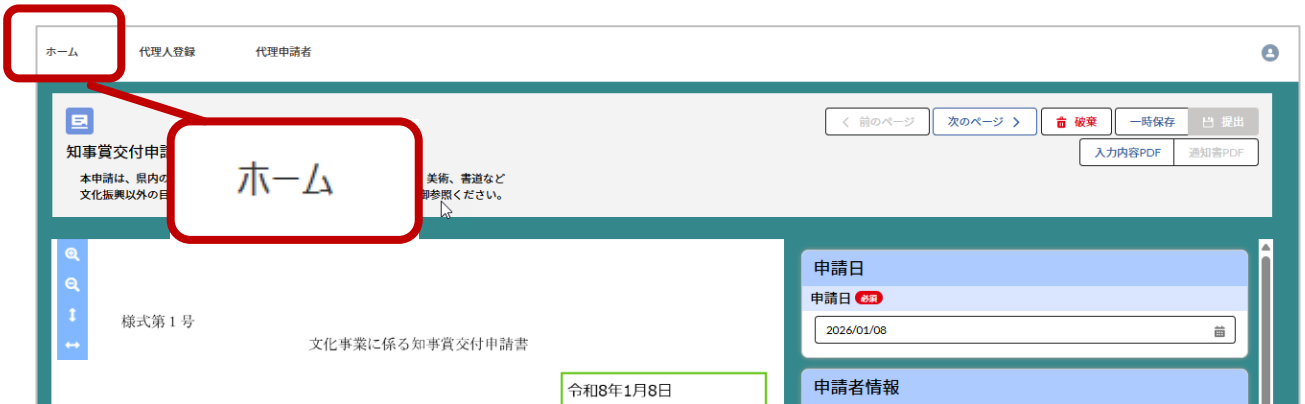 ホーム 代理人登録 代理申請者
前のページ 次のページ 破棄 一時保存 提出
入力内容PDF 通知書PDF
知事賞交付申請
本申請は、県内の 美術、書道など
文化振興以外の目 御参照ください。
ホーム
様式第1号
文化事業に係る知事賞交付申請書
令和8年1月8日
申請日
申請日 必須
2026/01/08
申請者情報